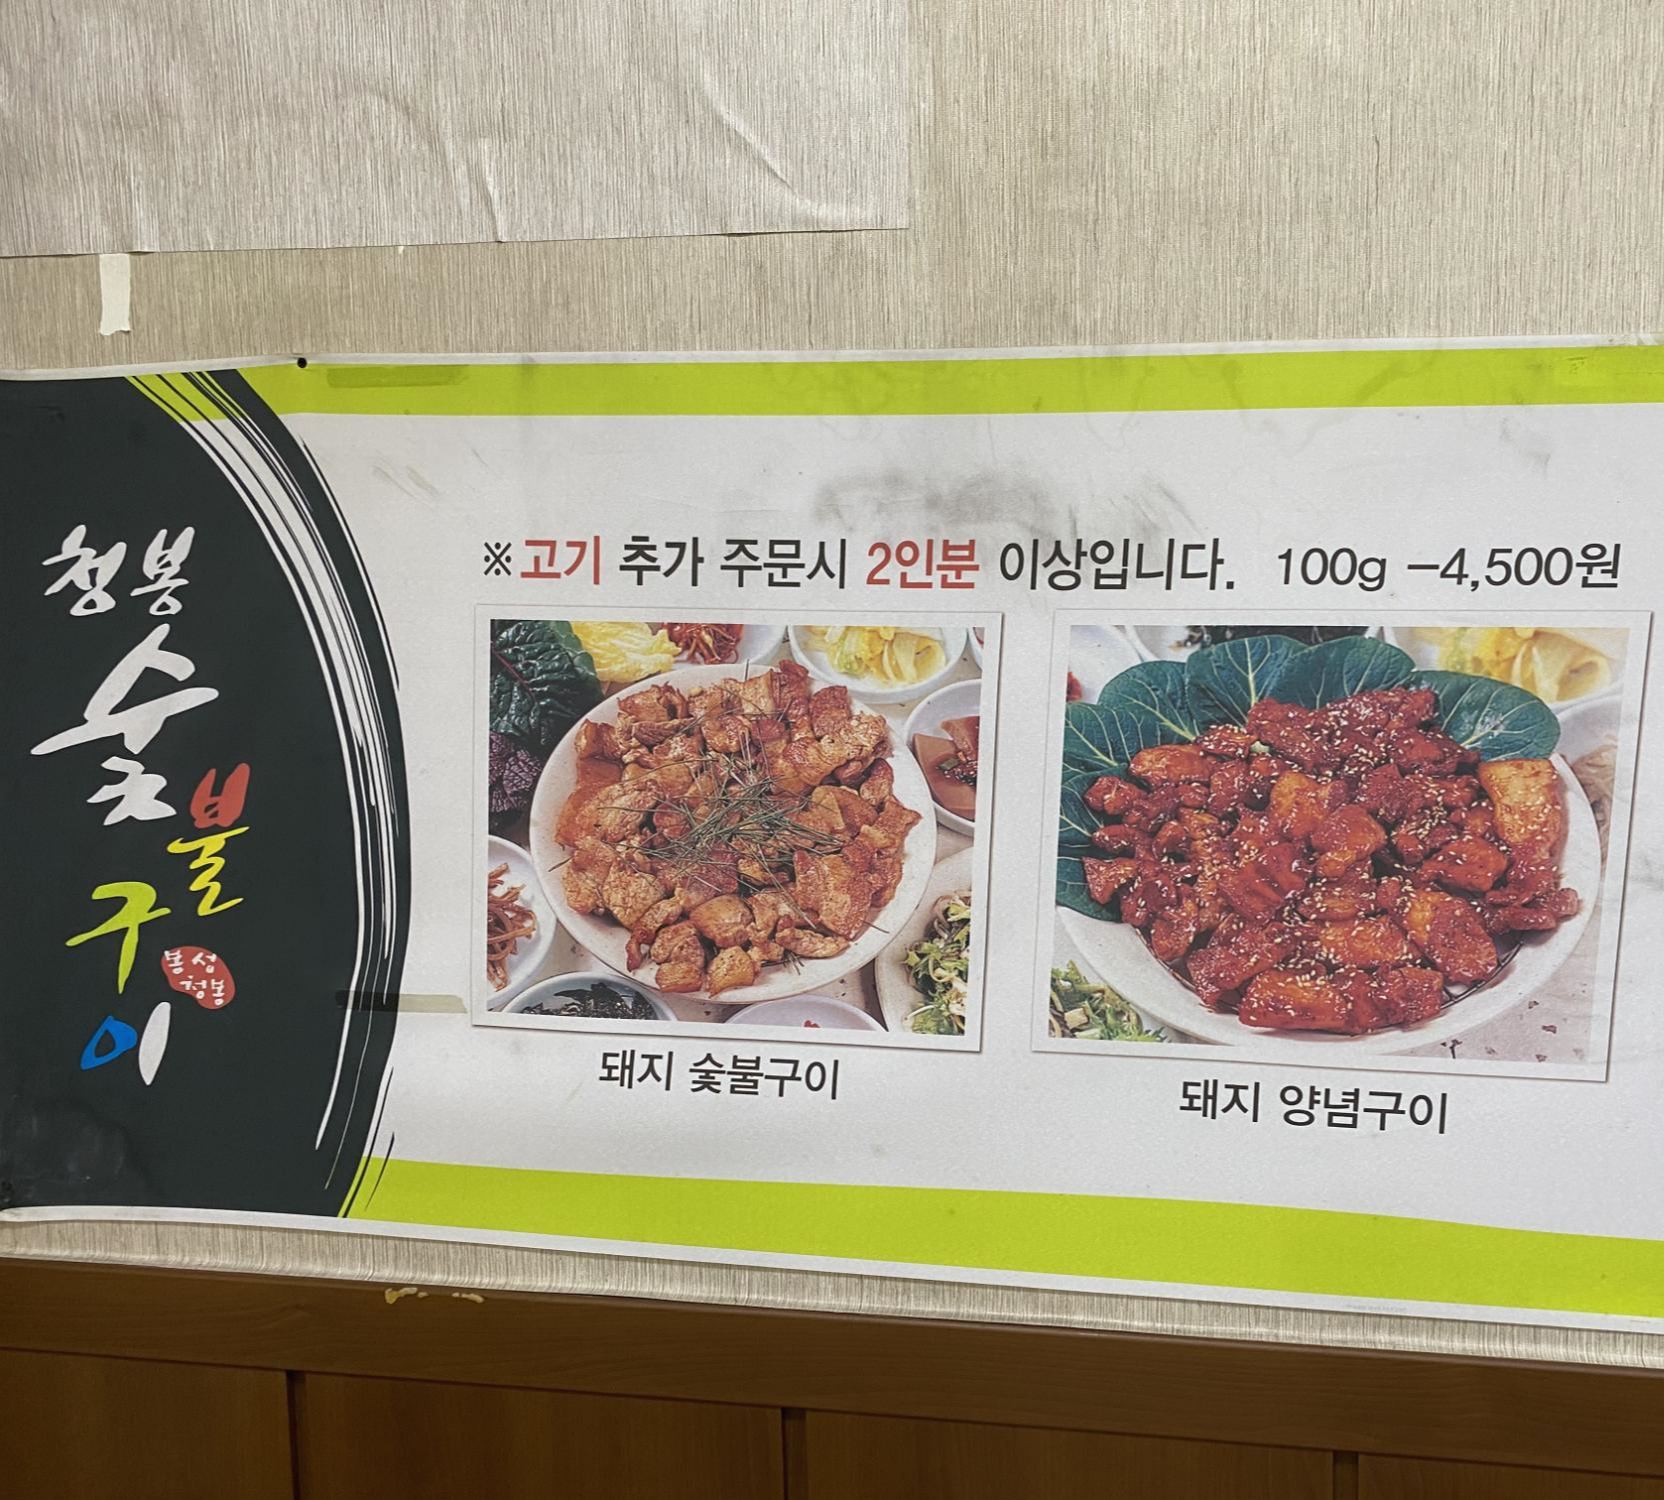 청봉
숯
불
구
이
봉성
청봉
※고기 추가 주문시 2인분 이상입니다. 100g -4,500원
돼지 숯불구이
돼지 양념구이